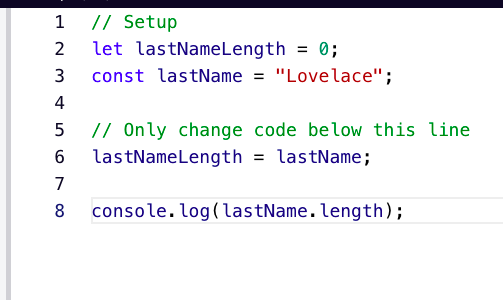 1 // Setup
2 let lastNameLength = 0;
3 const lastName = "Lovelace";
4
5 // Only change code below this line
6 lastNameLength = lastName;
7
8 console.log(lastName.length);